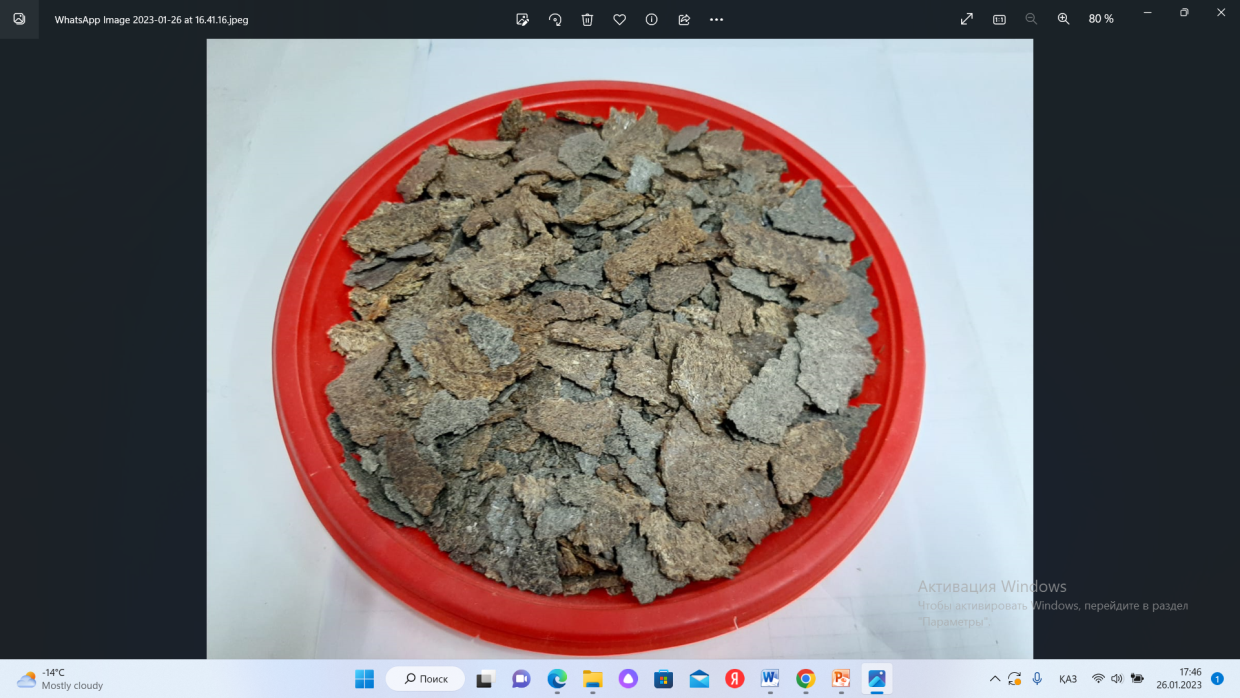 WhatsApp Image 2023-01-26 at 16.41.16.jpeg
80 %
Активация Windows
Чтобы активировать Windows, перейдите в раздел
"Параметры".
-14°C
Mostly cloudy
Поиск
ҚАЗ
17:46
26.01.2023
1